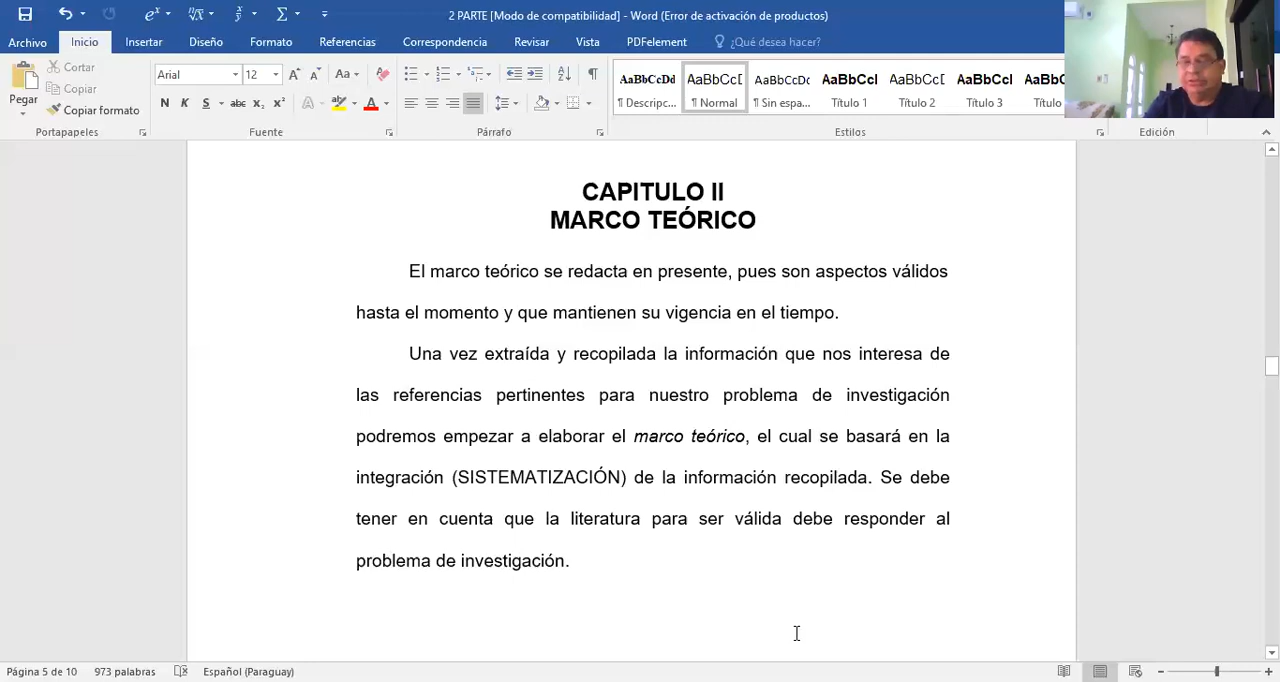 2 PARTE [Modo de compatibilidad] - Word (Error de activación de productos)
Archivo Inicio Insertar Diseño Formato Referencias Correspondencia Revisar Vista PDFelement ¿Qué desea hacer?
Pegar
Cortar
Copiar
Copiar formato
Portapapeles
Arial 12
N K S abc x₂ x²
Fuente
Párrafo
AaBbCcDd AaBbCcD AaBbCcDc AaBbCcI AaBbCcD AaBbCcI AaBbC
¶ Descripc... ¶ Normal ¶ Sin espa... Título 1 Título 2 Título 3 Título
Estilos
Edición
CAPITULO II
MARCO TEÓRICO
El marco teórico se redacta en presente, pues son aspectos válidos
hasta el momento y que mantienen su vigencia en el tiempo.
Una vez extraída y recopilada la información que nos interesa de
las referencias pertinentes para nuestro problema de investigación
podremos empezar a elaborar el marco teórico, el cual se basará en la
integración (SISTEMATIZACIÓN) de la información recopilada. Se debe
tener en cuenta que la literatura para ser válida debe responder al
problema de investigación.
Página 5 de 10 973 palabras Español (Paraguay)